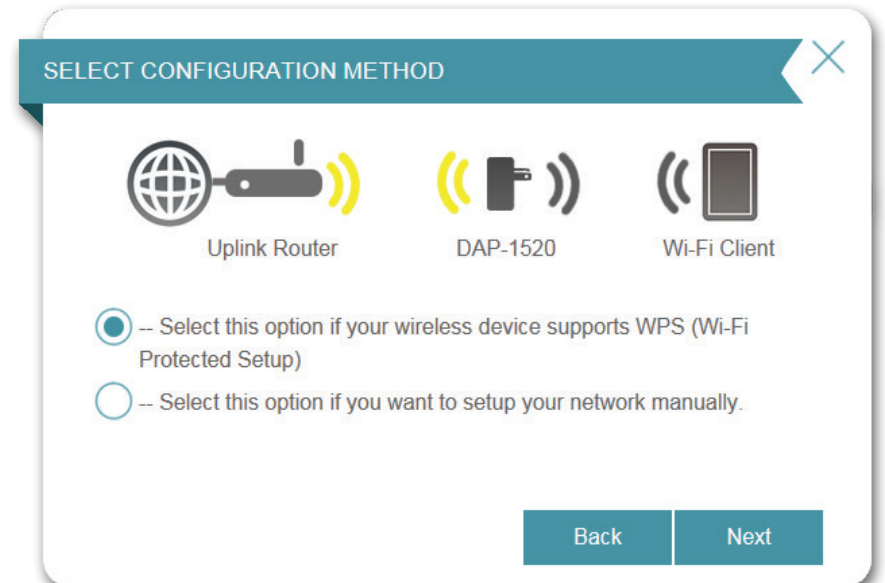 SELECT CONFIGURATION METHOD
Uplink Router
DAP-1520
Wi-Fi Client
-- Select this option if your wireless device supports WPS (Wi-Fi
Protected Setup)
-- Select this option if you want to setup your network manually.
Back
Next